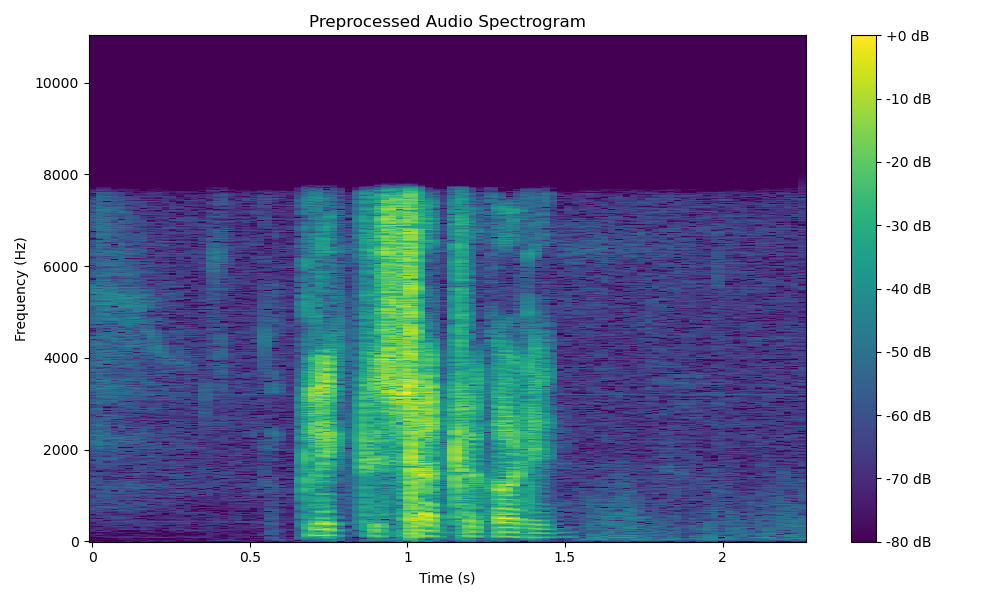 Preprocessed Audio Spectrogram
Frequency (Hz)
10000
8000
6000
4000
2000
0
0
0.5
1
1.5
2
Time (s)
+0 dB
-10 dB
-20 dB
-30 dB
-40 dB
-50 dB
-60 dB
-70 dB
-80 dB